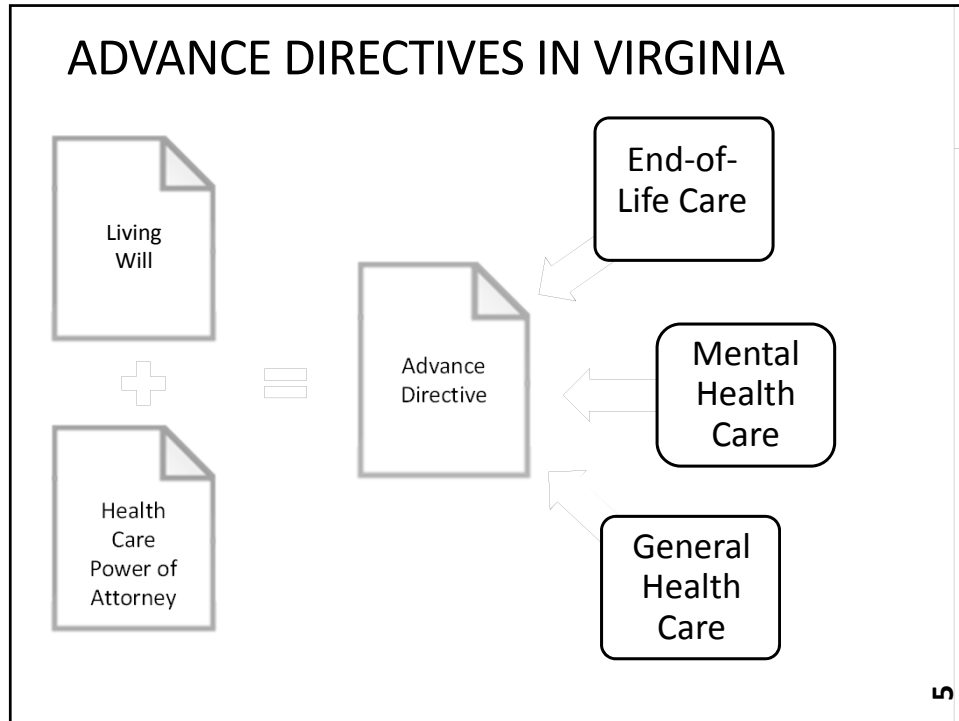 ADVANCE DIRECTIVES IN VIRGINIA
Living
Will
Health
Care
Power of
Attorney
Advance
Directive
End-of-
Life Care
Mental
Health
Care
General
Health
Care
5